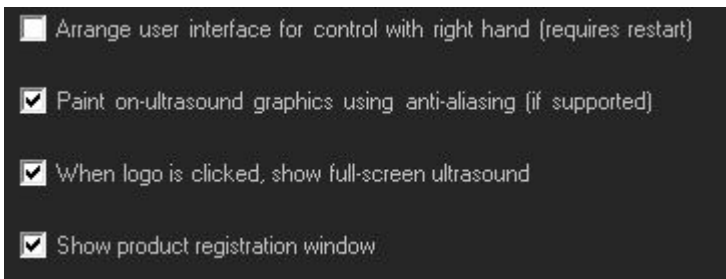 Arrange user interface for control with right hand (requires restart)
Paint on-ultrasound graphics using anti-aliasing (if supported)
When logo is clicked, show full-screen ultrasound
Show product registration window